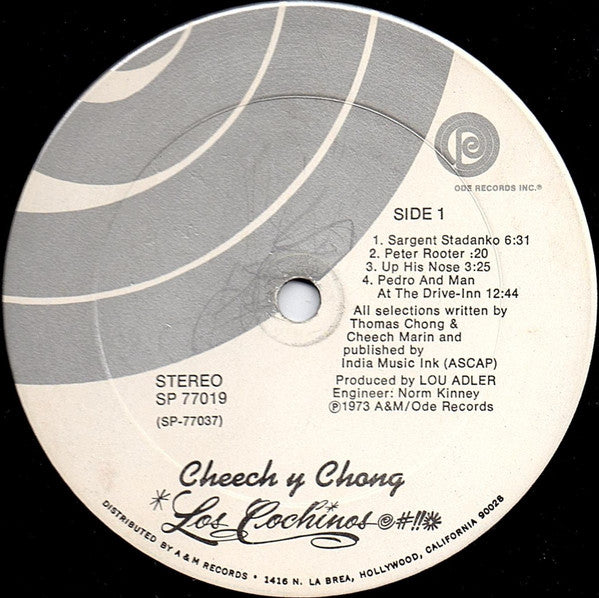 ODE RECORDS INC.®
SIDE 1
1. Sargent Stadanko 6:31
2. Peter Rooter :20
3. Up His Nose 3:25
4. Pedro And Man
At The Drive-Inn 12:44
All selections written by
Thomas Chong &
Cheech Marin and
published by
India Music Ink (ASCAP)
Produced by LOU ADLER
Engineer: Norm Kinney
℗1973 A&M/Ode Records
STEREO
SP 77019
(SP-77037)
Cheech y Chong
*Los Cochinos @#!!*
DISTRIBUTED BY A & M RECORDS • 1416 N. LA BREA, HOLLYWOOD, CALIFORNIA 90028